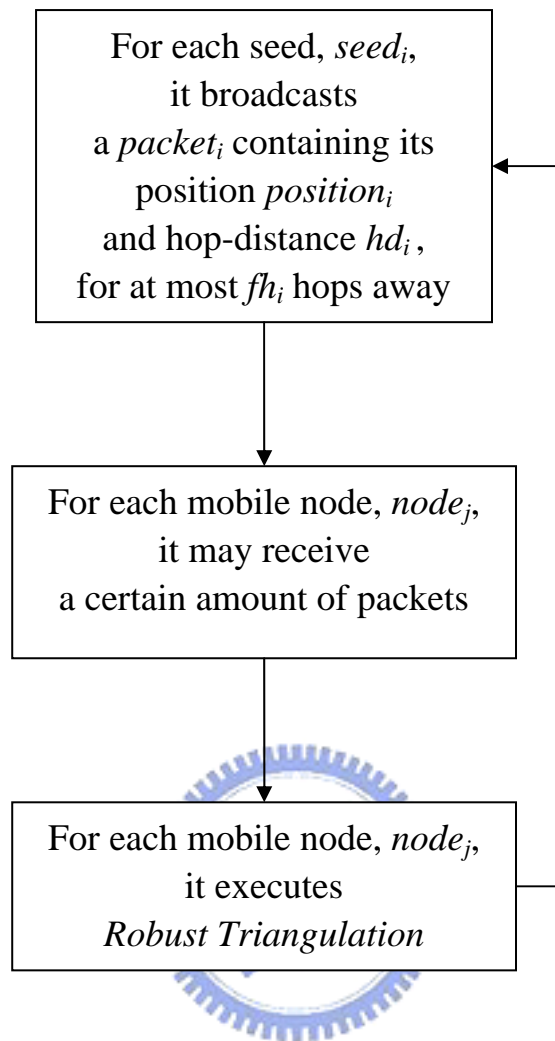 For each seed, seedᵢ,
it broadcasts
a packetᵢ containing its
position positionᵢ
and hop-distance hdᵢ ,
for at most fhᵢ hops away
For each mobile node, nodeⱼ,
it may receive
a certain amount of packets
For each mobile node, nodeⱼ,
it executes
Robust Triangulation